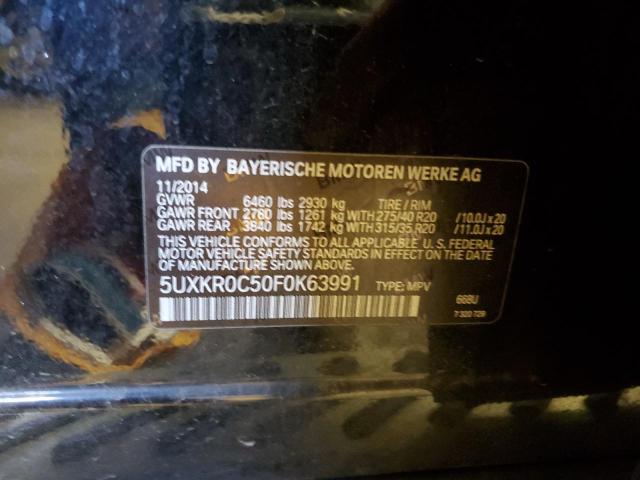 MFD BY BAYERISCHE MOTOREN WERKE AG
11/2014
GVWR 6460 lbs 2930 kg TIRE / RIM
GAWR FRONT 2780 lbs 1261 kg WITH 275/40 R20 / 10.0J x 20
GAWR REAR 3840 lbs 1742 kg WITH 315/35 R20 / 11.0J x 20
THIS VEHICLE CONFORMS TO ALL APPLICABLE U.S. FEDERAL
MOTOR VEHICLE SAFETY STANDARDS IN EFFECT ON THE
DATE OF MANUFACTURE SHOWN ABOVE.
5UXKR0C50F0K63991 TYPE: MPV
668U
7 320 729